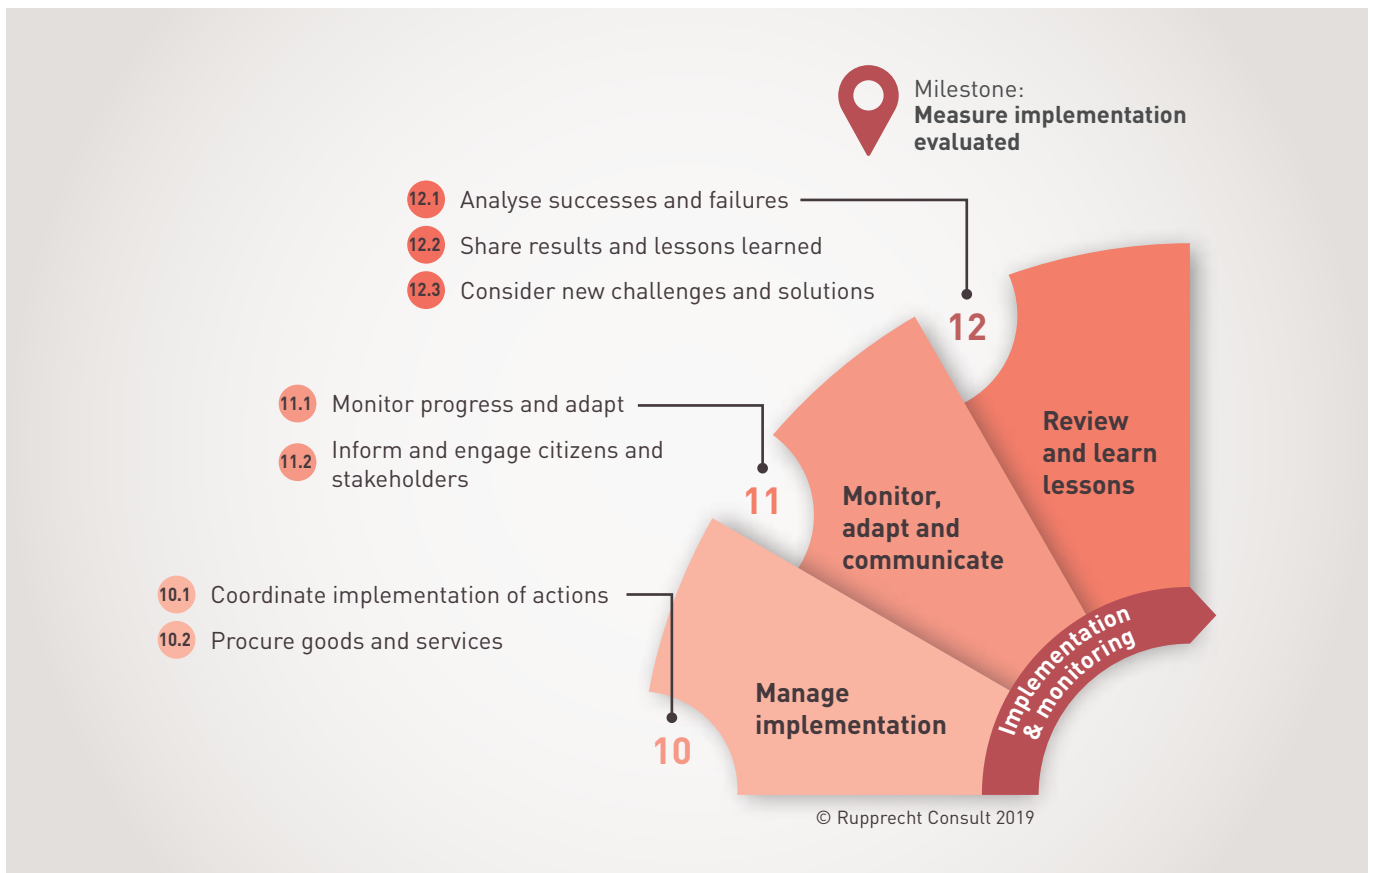 Milestone:
Measure implementation
evaluated
12.1 Analyse successes and failures
12.2 Share results and lessons learned
12.3 Consider new challenges and solutions
12
Review
and learn
lessons
11.1 Monitor progress and adapt
11.2 Inform and engage citizens and
stakeholders
11
Monitor,
adapt and
communicate
10.1 Coordinate implementation of actions
10.2 Procure goods and services
10
Manage
implementation
Implementation
& monitoring
© Rupprecht Consult 2019